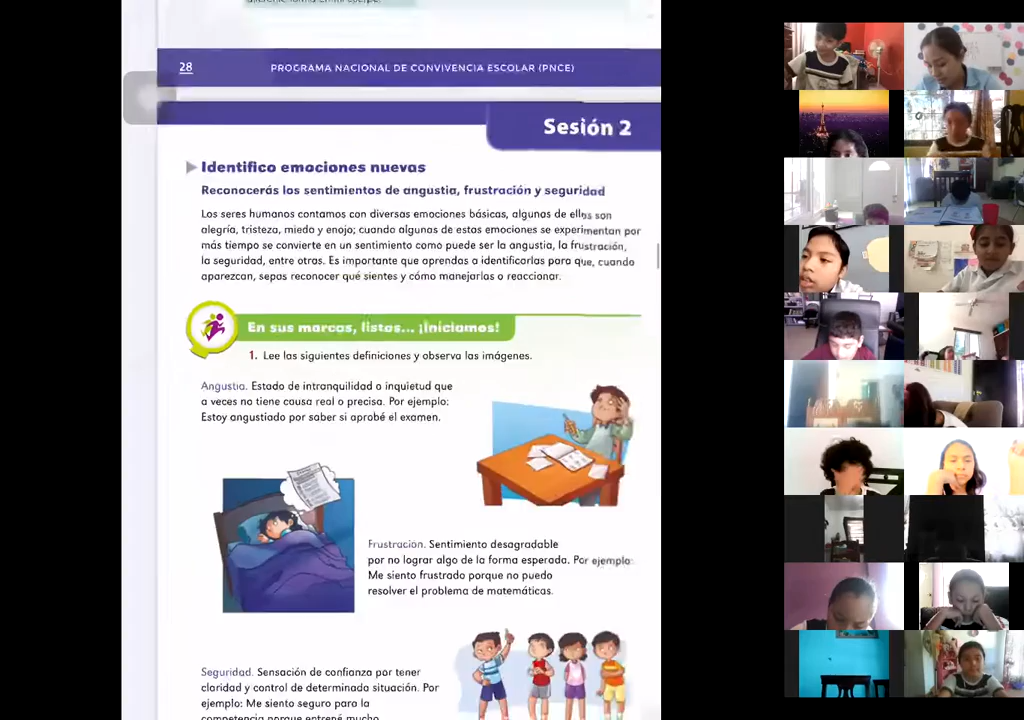 28
PROGRAMA NACIONAL DE CONVIVENCIA ESCOLAR (PNCE)
Sesión 2
Identifico emociones nuevas
Reconocerás los sentimientos de angustia, frustración y seguridad
Los seres humanos contamos con diversas emociones básicas, algunas de ellas son
alegría, tristeza, miedo y enojo; cuando algunas de estas emociones se experimentan por
más tiempo se convierte en un sentimiento como puede ser la angustia, la frustración,
la seguridad, entre otras. Es importante que aprendas a identificarlas para que, cuando
aparezcan, sepas reconocer qué sientes y cómo manejarlas o reaccionar.
En sus marcas, listos... ¡Iniciamos!
1. Lee las siguientes definiciones y observa las imágenes.
Angustia. Estado de intranquilidad o inquietud que
a veces no tiene causa real o precisa. Por ejemplo:
Estoy angustiado por saber si aprobé el examen.
Frustración. Sentimiento desagradable
por no lograr algo de la forma esperada. Por ejemplo:
Me siento frustrado porque no puedo
resolver el problema de matemáticas.
Seguridad. Sensación de confianza por tener
claridad y control de determinada situación. Por
ejemplo: Me siento seguro para la
competencia porque entrené mucho